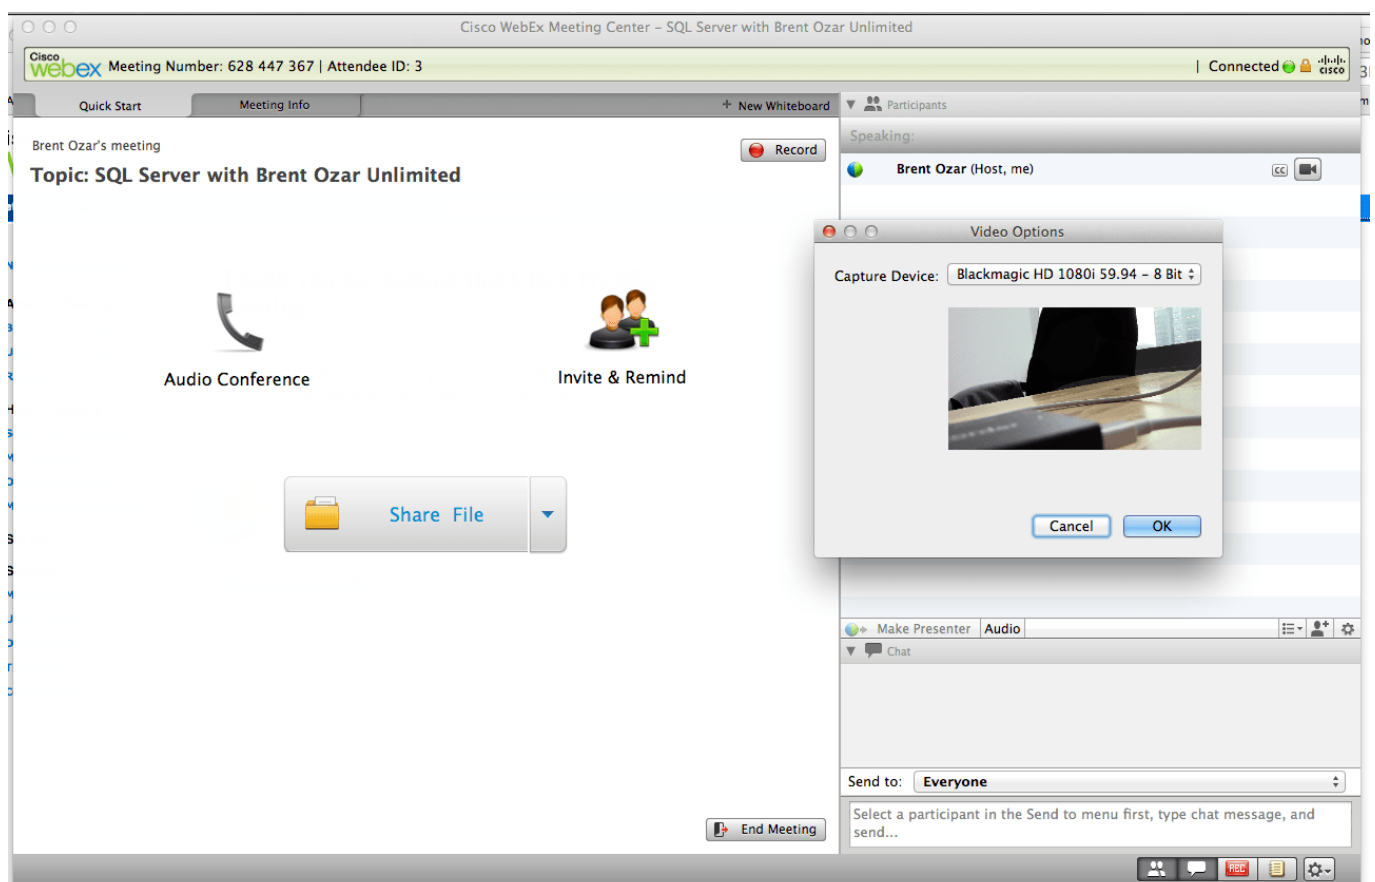 Cisco WebEx Meeting Center – SQL Server with Brent Ozar Unlimited
Cisco webex Meeting Number: 628 447 367 | Attendee ID: 3
| Connected
cisco
Quick Start
Meeting Info
+ New Whiteboard
Participants
Brent Ozar's meeting
Record
Topic: SQL Server with Brent Ozar Unlimited
Speaking:
Brent Ozar (Host, me)
CC
Video Options
Capture Device: Blackmagic HD 1080i 59.94 – 8 Bit
Cancel
OK
Audio Conference
Invite & Remind
Share File
Make Presenter
Audio
Chat
Send to: Everyone
Select a participant in the Send to menu first, type chat message, and
send...
End Meeting
REC